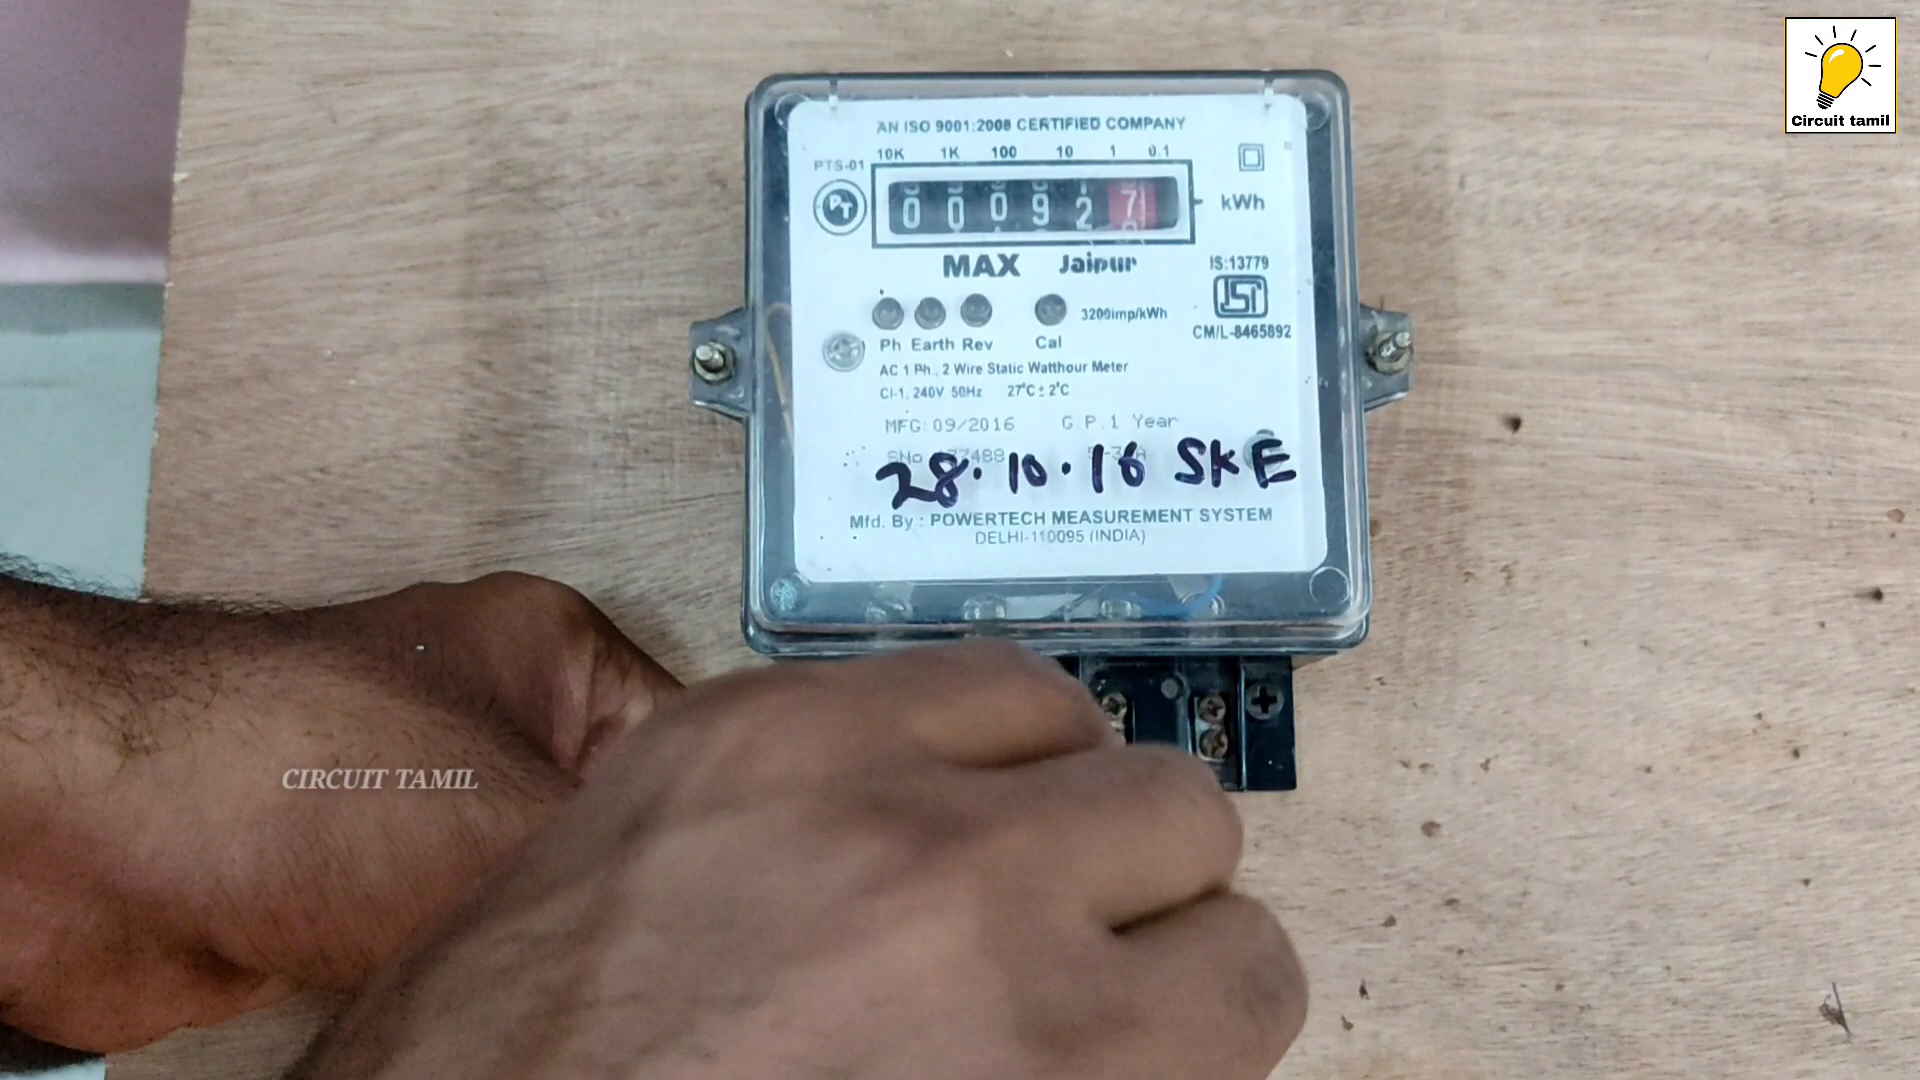 Circuit tamil
AN ISO 9001:2008 CERTIFIED COMPANY
10K 1K 100 10 1 0.1
PTS-01
PT
0 0 0 9 2 7
kWh
MAX Jaipur
IS:13779
ISI
3200imp/kWh
CM/L-8465892
Ph Earth Rev Cal
AC 1 Ph., 2 Wire Static Watthour Meter
Cl-1, 240V 50Hz 27°C ± 2°C
MFG:09/2016 G.P.1 Year
SNo
28.10.16 SKE
Mfd. By : POWERTECH MEASUREMENT SYSTEM
DELHI-110095 (INDIA)
CIRCUIT TAMIL